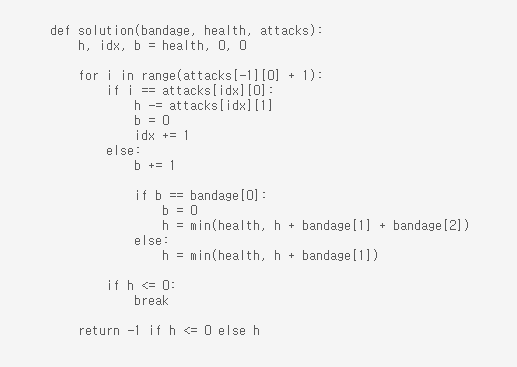 def solution(bandage, health, attacks):
    h, idx, b = health, 0, 0

    for i in range(attacks[-1][0] + 1):
        if i == attacks[idx][0]:
            h -= attacks[idx][1]
            b = 0
            idx += 1
        else:
            b += 1

            if b == bandage[0]:
                b = 0
                h = min(health, h + bandage[1] + bandage[2])
            else:
                h = min(health, h + bandage[1])

        if h <= 0:
            break

    return -1 if h <= 0 else h